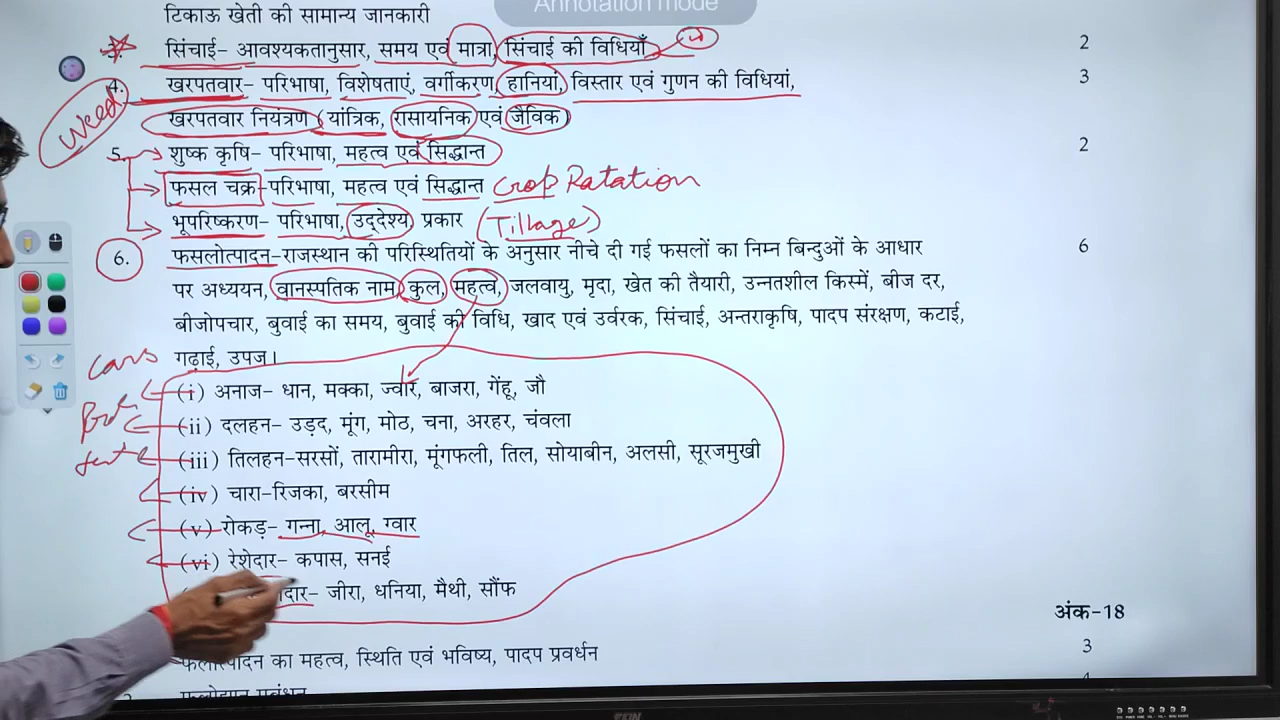 Annotation mode
टिकाऊ खेती की सामान्य जानकारी
सिंचाई- आवश्यकतानुसार, समय एवं मात्रा, सिंचाई की विधियाँ 2
4. खरपतवार- परिभाषा, विशेषताएं, वर्गीकरण, हानियां, विस्तार एवं गुणन की विधियां, 3
Weed
खरपतवार नियंत्रण (यांत्रिक, रासायनिक एवं जैविक)
5. शुष्क कृषि- परिभाषा, महत्व एवं सिद्धान्त 2
फसल चक्र-परिभाषा, महत्व एवं सिद्धान्त Crop Ratation
भूपरिष्करण- परिभाषा, उद्देश्य प्रकार (Tillage)
6. फसलोत्पादन-राजस्थान की परिस्थितियों के अनुसार नीचे दी गई फसलों का निम्न बिन्दुओं के आधार 6
पर अध्ययन, वानस्पतिक नाम, कुल, महत्व, जलवायु, मृदा, खेत की तैयारी, उन्नतशील किस्में, बीज दर,
बीजोपचार, बुवाई का समय, बुवाई की विधि, खाद एवं उर्वरक, सिंचाई, अन्तराकृषि, पादप संरक्षण, कटाई,
गढ़ाई, उपज।
(i) अनाज- धान, मक्का, ज्वार, बाजरा, गेंहू, जौ
(ii) दलहन- उड़द, मूंग, मोठ, चना, अरहर, चंवला
(iii) तिलहन-सरसों, तारामीरा, मूंगफली, तिल, सोयाबीन, अलसी, सूरजमुखी
(iv) चारा-रिजका, बरसीम
(v) रोकड़- गन्ना, आलू, ग्वार
(vi) रेशेदार- कपास, सनई
दार- जीरा, धनिया, मैथी, सौंफ
अंक-18
फलोत्पादन का महत्व, स्थिति एवं भविष्य, पादप प्रवर्धन 3